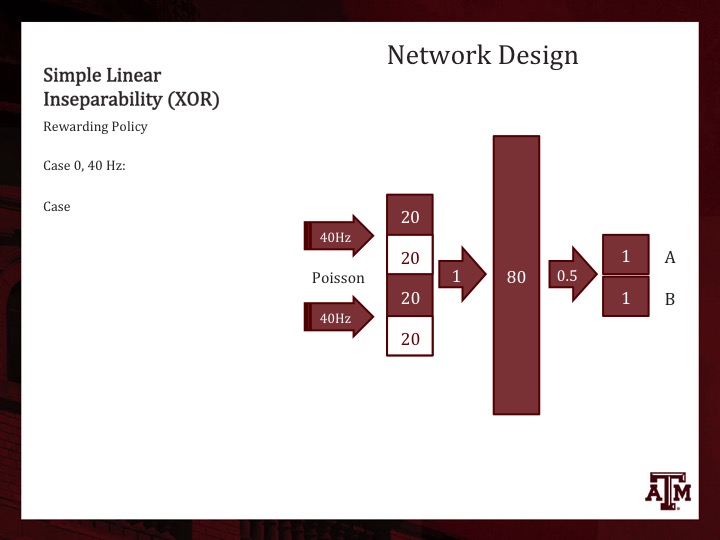 Network Design
Simple Linear
Inseparability (XOR)
Rewarding Policy
Case 0, 40 Hz:
Case
40Hz
Poisson
40Hz
20
20
20
20
1
80
0.5
1
A
1
B
ATM